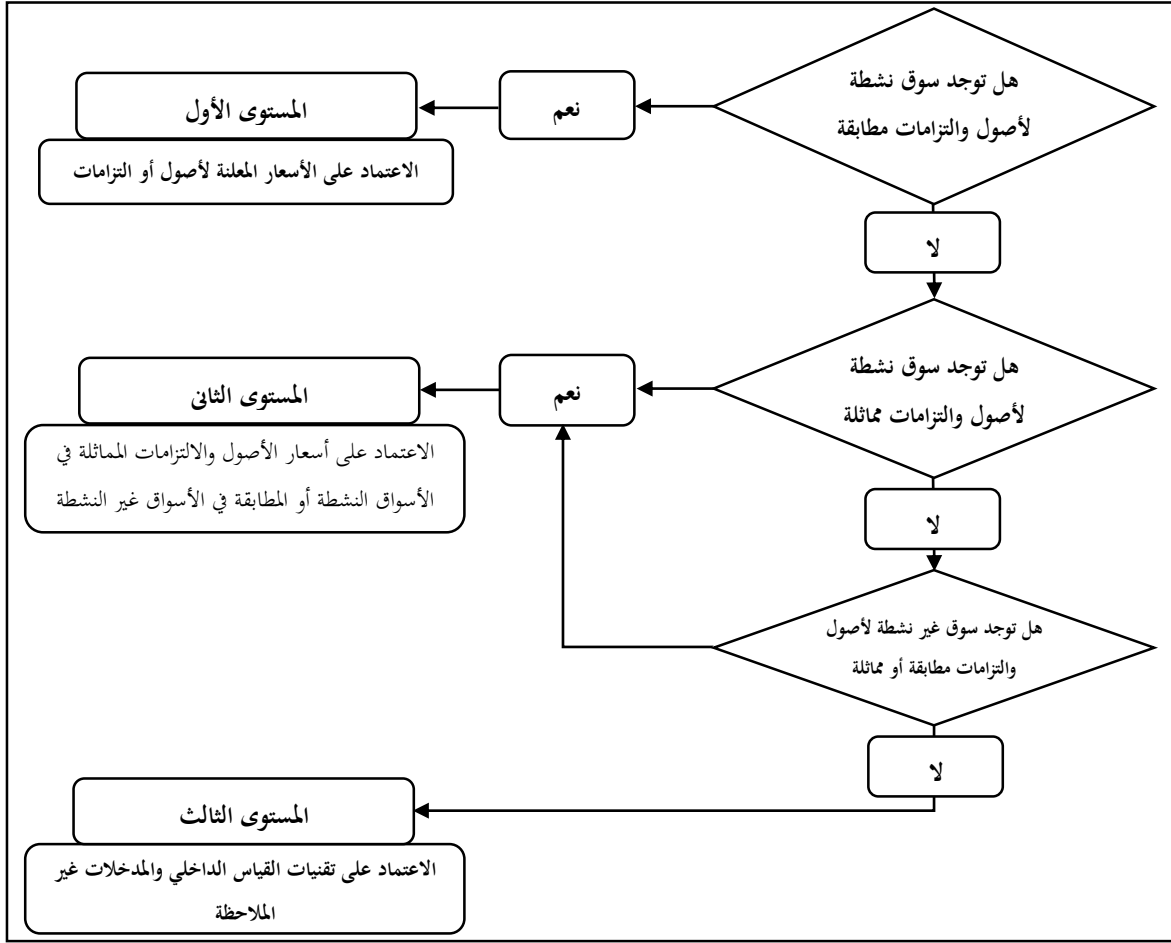 هل توجد سوق نشطة
لأصول والتزامات مطابقة
نعم
المستوى الأول
الاعتماد على الأسعار المعلنة لأصول أو التزامات
لا
هل توجد سوق نشطة
لأصول والتزامات مماثلة
نعم
المستوى الثانى
الاعتماد على أسعار الأصول والالتزامات المماثلة في
الأسواق النشطة أو المطابقة في الأسواق غير النشطة
لا
هل توجد سوق غير نشطة لأصول
والتزامات مطابقة أو مماثلة
لا
المستوى الثالث
الاعتماد على تقنيات القياس الداخلي والمدخلات غير
الملاحظة